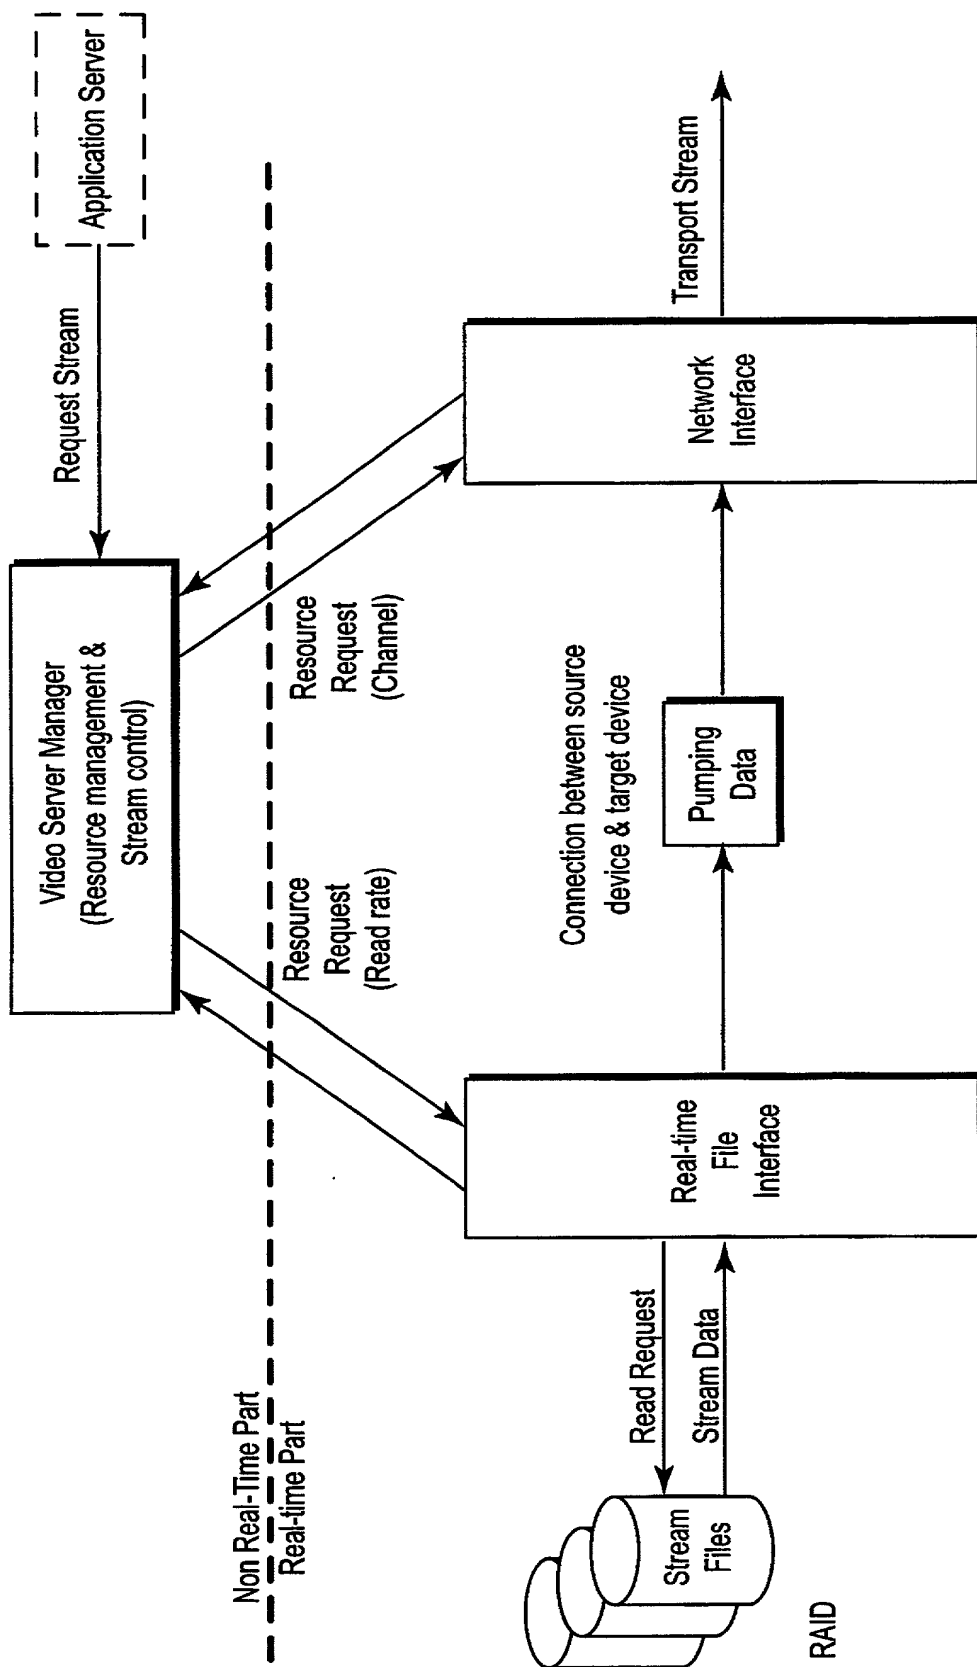 Application Server
Request Stream
Video Server Manager
(Resource management &
Stream control)
Non Real-Time Part
Real-time Part
Resource
Request
(Read rate)
Resource
Request
(Channel)
Connection between source
device & target device
Read Request
Stream Data
Stream
Files
RAID
Real-time
File
Interface
Pumping
Data
Network
Interface
Transport Stream